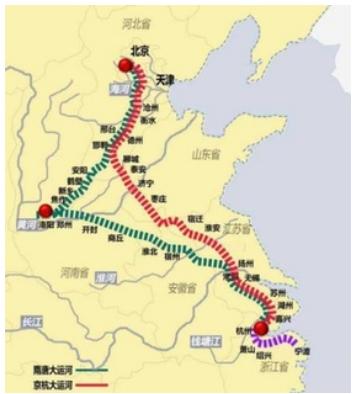 河北省
北京
天津
海河
沧州
衡水
德州
邢台
邯郸
聊城
山东省
泰安
安阳
鹤壁
济宁
新乡
焦作
枣庄
黄河
洛阳
郑州
开封
商丘
宿迁
淮安
江苏省
淮北
宿州
扬州
河南省
淮河
安徽省
无锡
苏州
湖州
嘉兴
长江
钱塘江
杭州
萧山
绍兴
宁波
浙江省
隋唐大运河
京杭大运河